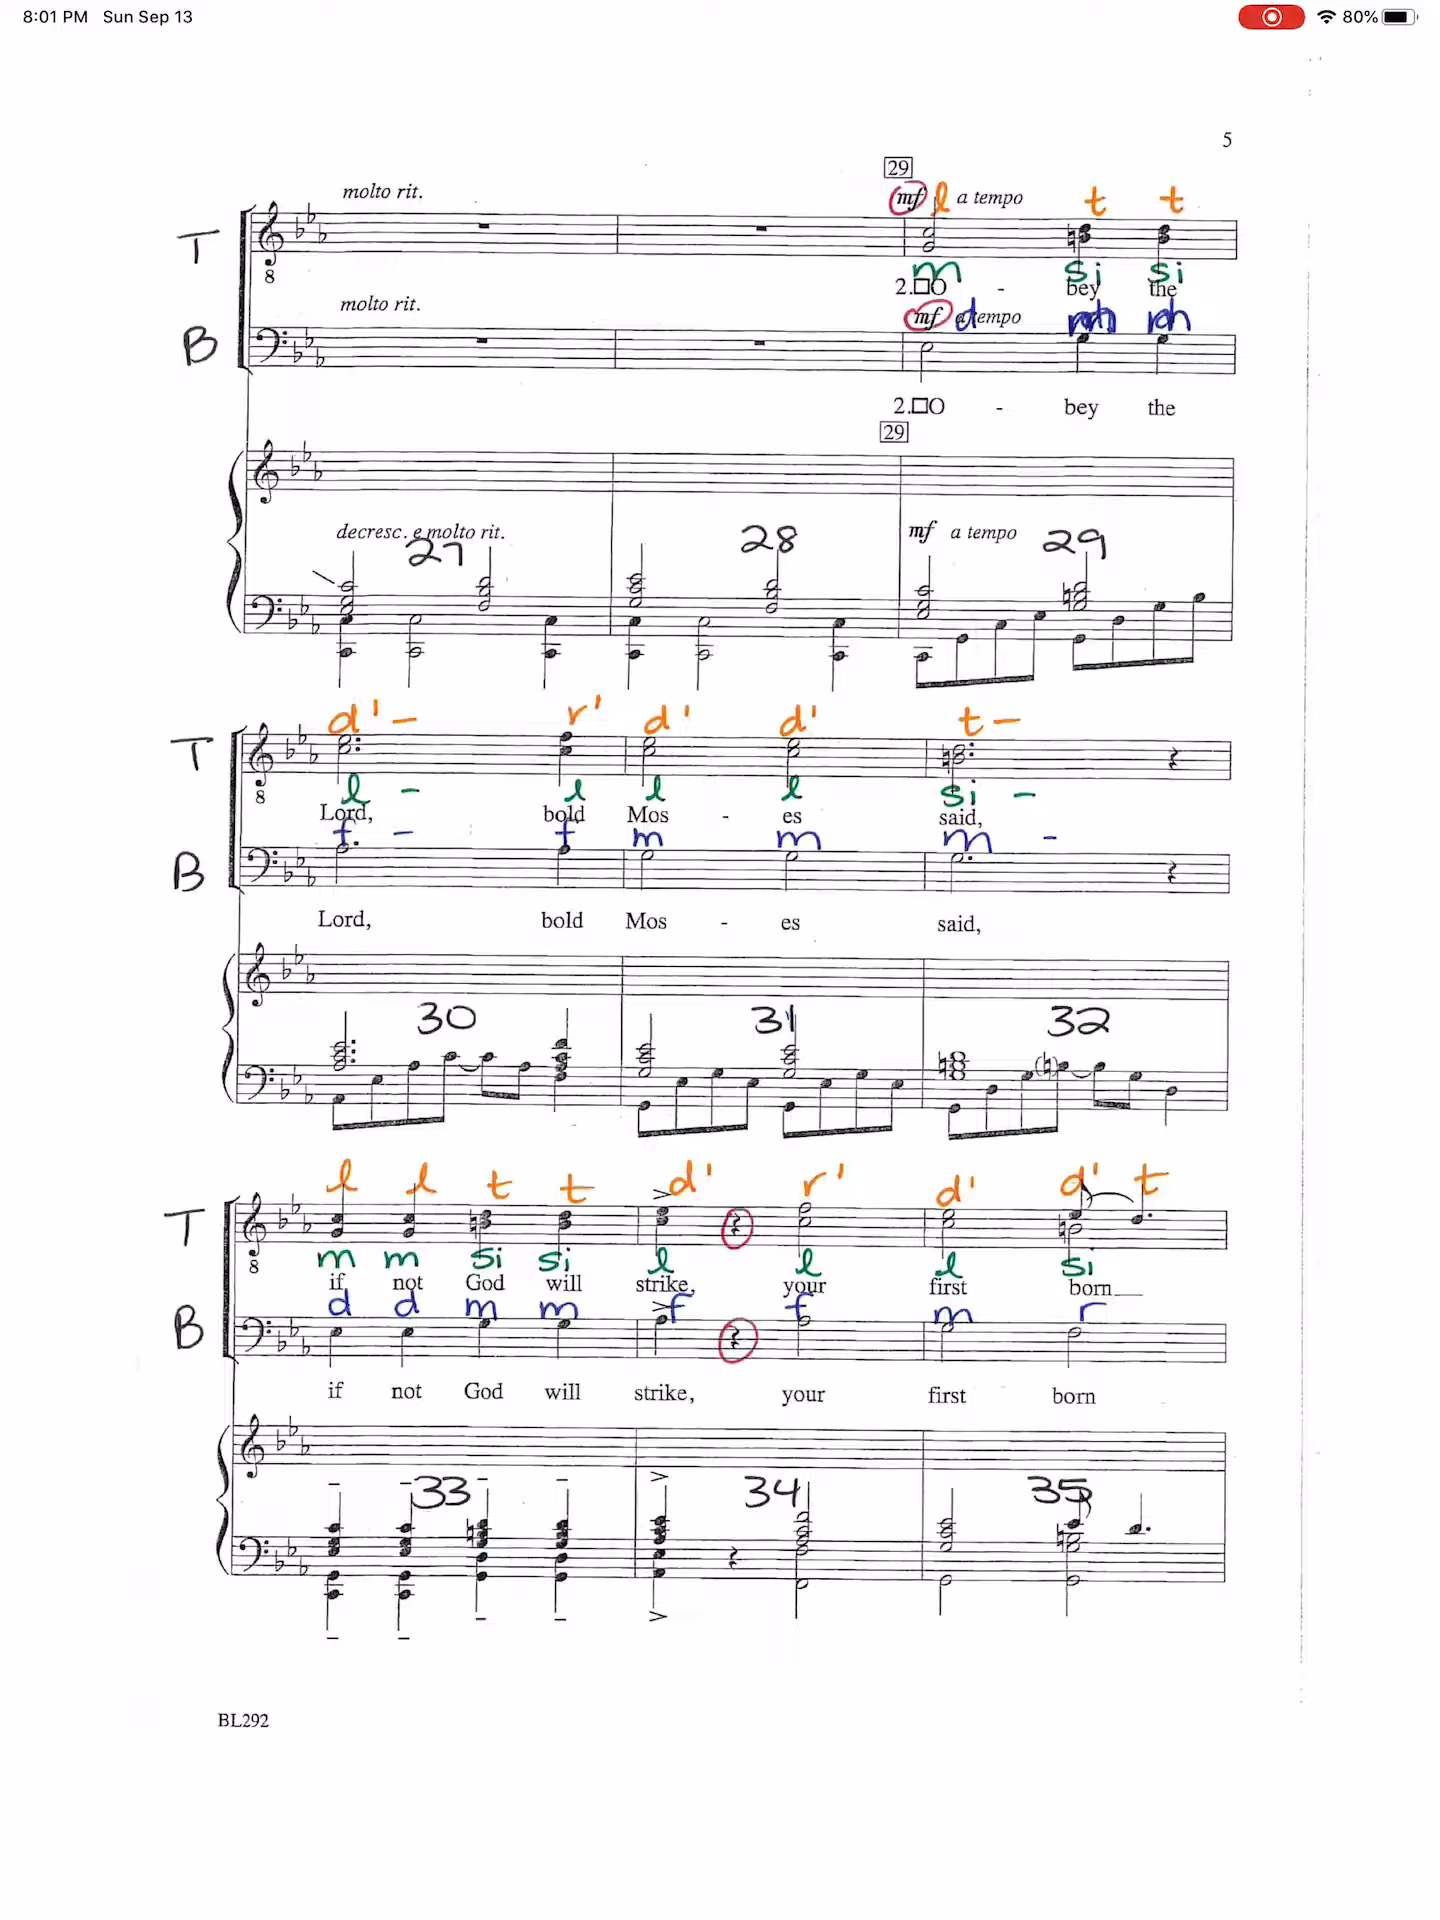 8:01 PM Sun Sep 13 80%
5
29
molto rit. mf l a tempo t t
T
8 m si si
2.□O - bey the
molto rit. mf d a tempo
B
2.□O - bey the
29
decresc. e molto rit. mf a tempo
27 28 29
d' - r' d' d' t -
T
8 l - l l l si -
Lord, bold Mos - es said,
f - f m m m -
B
Lord, bold Mos - es said,
30 31 32
l l t t d' r' d' d' t
T
8 m m si si l l l si
if not God will strike, your first born
d d m m f f m r
B
if not God will strike, your first born
33 34 35
BL292